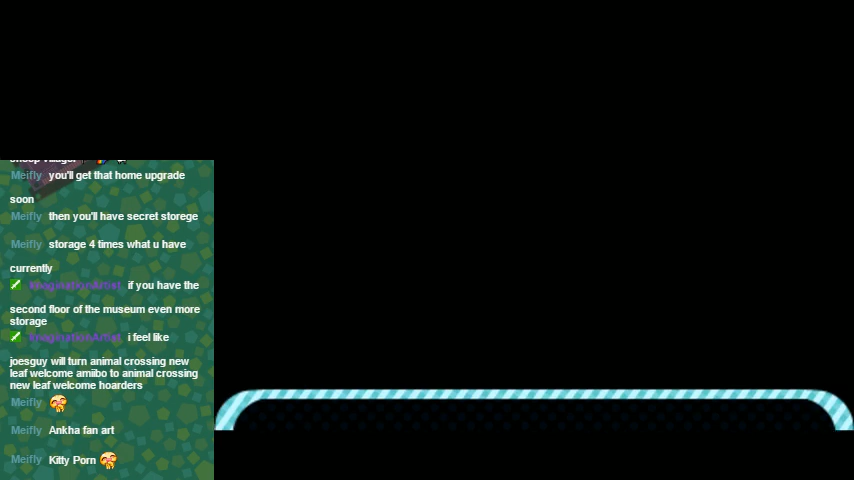 Meifly you'll get that home upgrade
soon
Meifly then you'll have secret storege
Meifly storage 4 times what u have
currently
ImaginationArtist if you have the
second floor of the museum even more
storage
ImaginationArtist i feel like
joesguy will turn animal crossing new
leaf welcome amiibo to animal crossing
new leaf welcome hoarders
Meifly
Meifly Ankha fan art
Meifly Kitty Porn